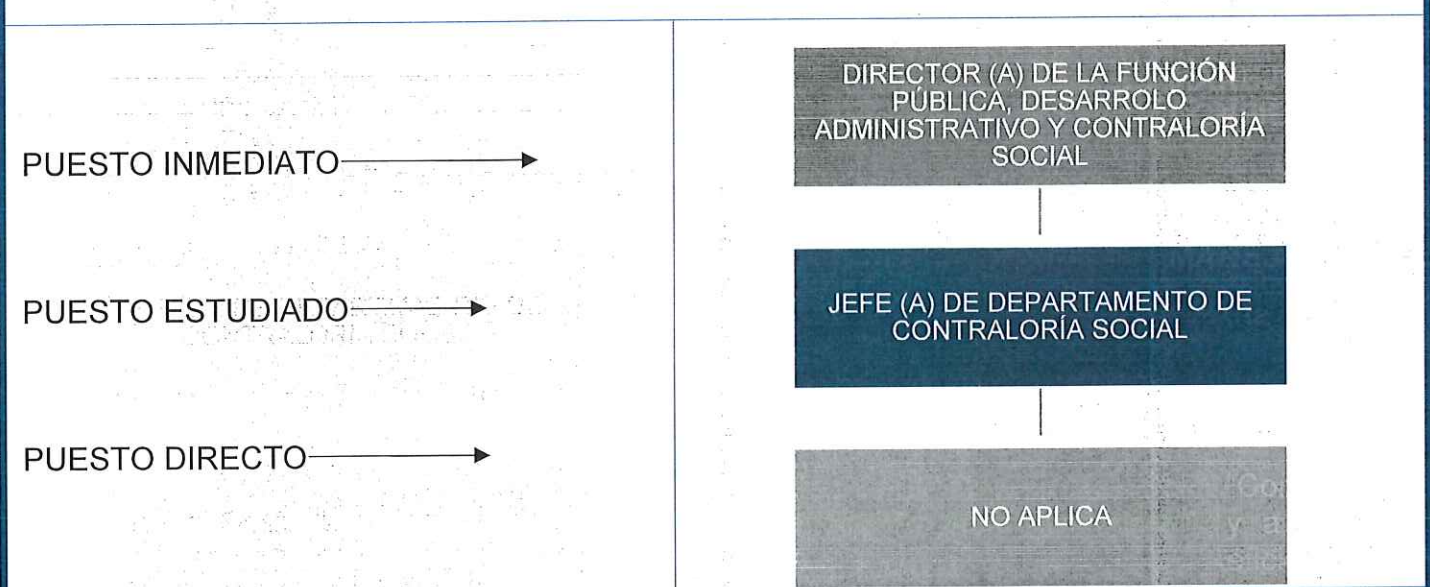 PUESTO INMEDIATO
DIRECTOR (A) DE LA FUNCIÓN
PÚBLICA, DESARROLO
ADMINISTRATIVO Y CONTRALORÍA
SOCIAL
PUESTO ESTUDIADO
JEFE (A) DE DEPARTAMENTO DE
CONTRALORÍA SOCIAL
PUESTO DIRECTO
NO APLICA